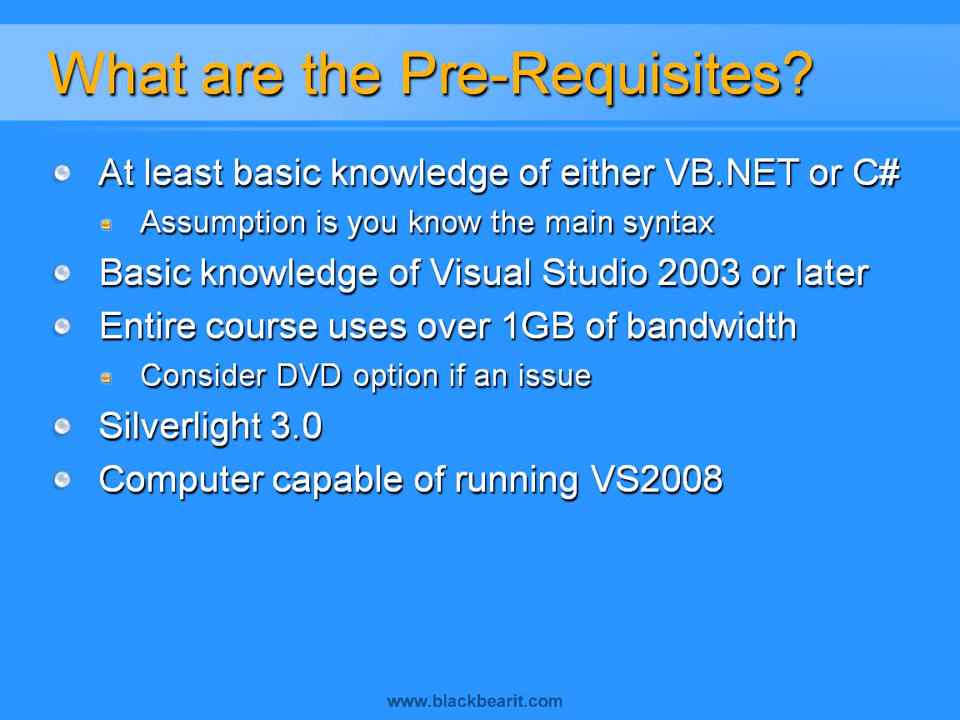 What are the Pre-Requisites?
At least basic knowledge of either VB.NET or C#
Assumption is you know the main syntax
Basic knowledge of Visual Studio 2003 or later
Entire course uses over 1GB of bandwidth
Consider DVD option if an issue
Silverlight 3.0
Computer capable of running VS2008
www.blackbearit.com